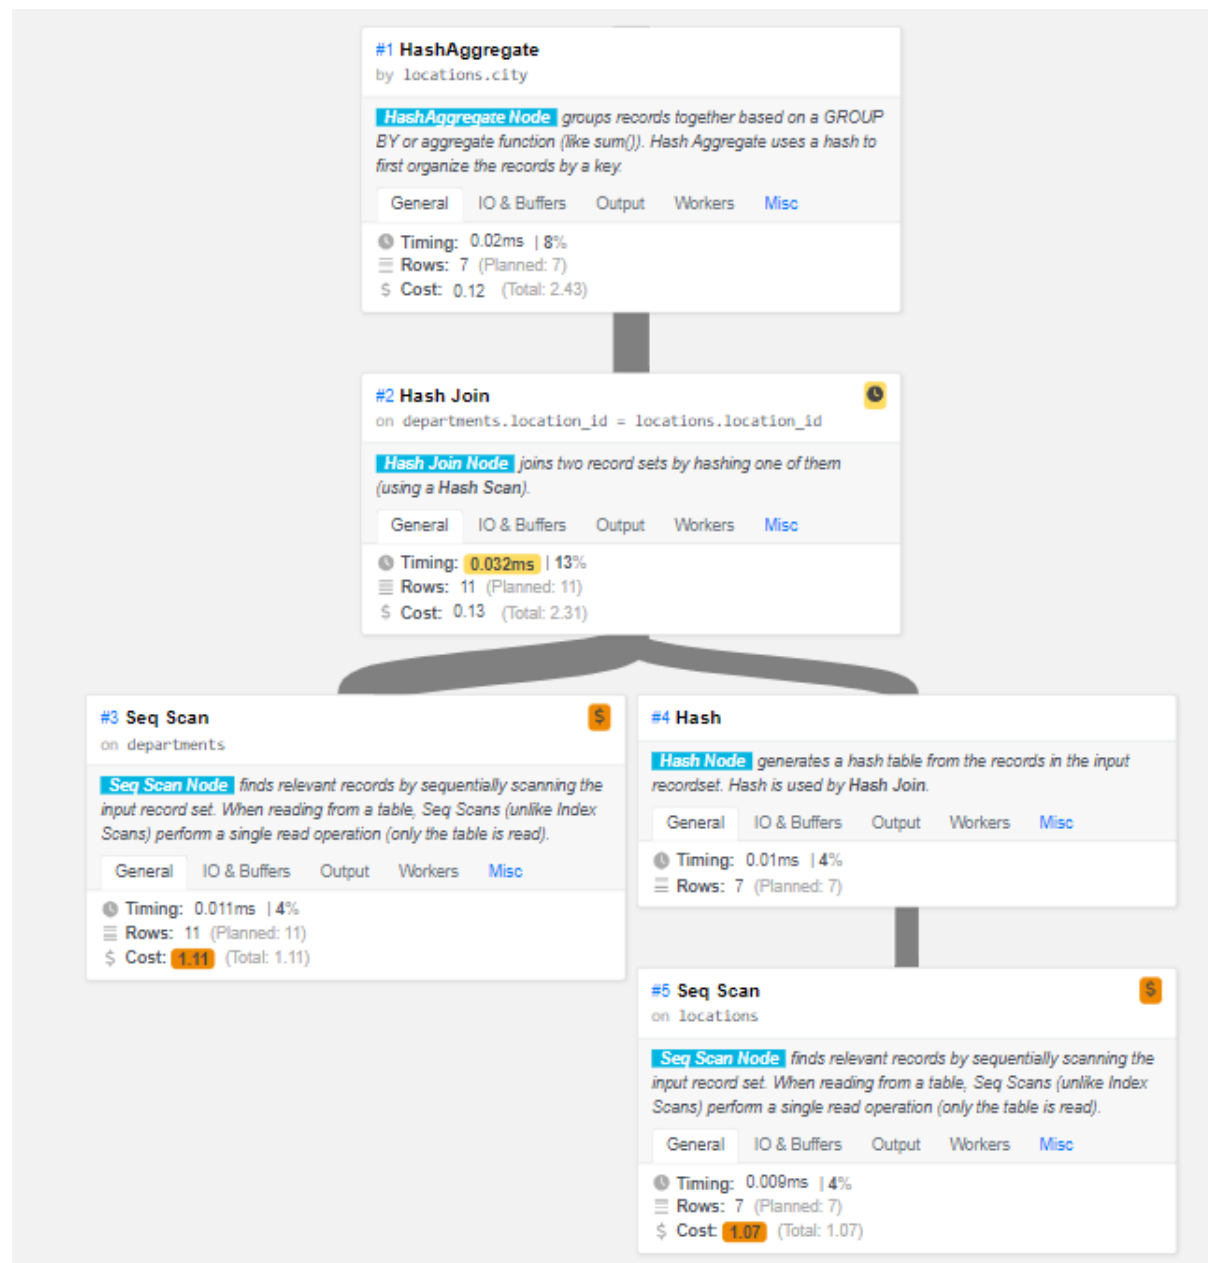 #1 HashAggregate
by locations.city
HashAggregate Node groups records together based on a GROUP
BY or aggregate function (like sum()). Hash Aggregate uses a hash to
first organize the records by a key.
General IO & Buffers Output Workers Misc
Timing: 0.02ms | 8%
Rows: 7 (Planned: 7)
$ Cost: 0.12 (Total: 2.43)
#2 Hash Join
on departments.location_id = locations.location_id
Hash Join Node joins two record sets by hashing one of them
(using a Hash Scan).
General IO & Buffers Output Workers Misc
Timing: 0.032ms | 13%
Rows: 11 (Planned: 11)
$ Cost: 0.13 (Total: 2.31)
#3 Seq Scan $
on departments
Seq Scan Node finds relevant records by sequentially scanning the
input record set. When reading from a table, Seq Scans (unlike Index
Scans) perform a single read operation (only the table is read).
General IO & Buffers Output Workers Misc
Timing: 0.011ms | 4%
Rows: 11 (Planned: 11)
$ Cost: 1.11 (Total: 1.11)
#4 Hash
Hash Node generates a hash table from the records in the input
recordset. Hash is used by Hash Join.
General IO & Buffers Output Workers Misc
Timing: 0.01ms | 4%
Rows: 7 (Planned: 7)
#5 Seq Scan $
on locations
Seq Scan Node finds relevant records by sequentially scanning the
input record set. When reading from a table, Seq Scans (unlike Index
Scans) perform a single read operation (only the table is read).
General IO & Buffers Output Workers Misc
Timing: 0.009ms | 4%
Rows: 7 (Planned: 7)
$ Cost: 1.07 (Total: 1.07)